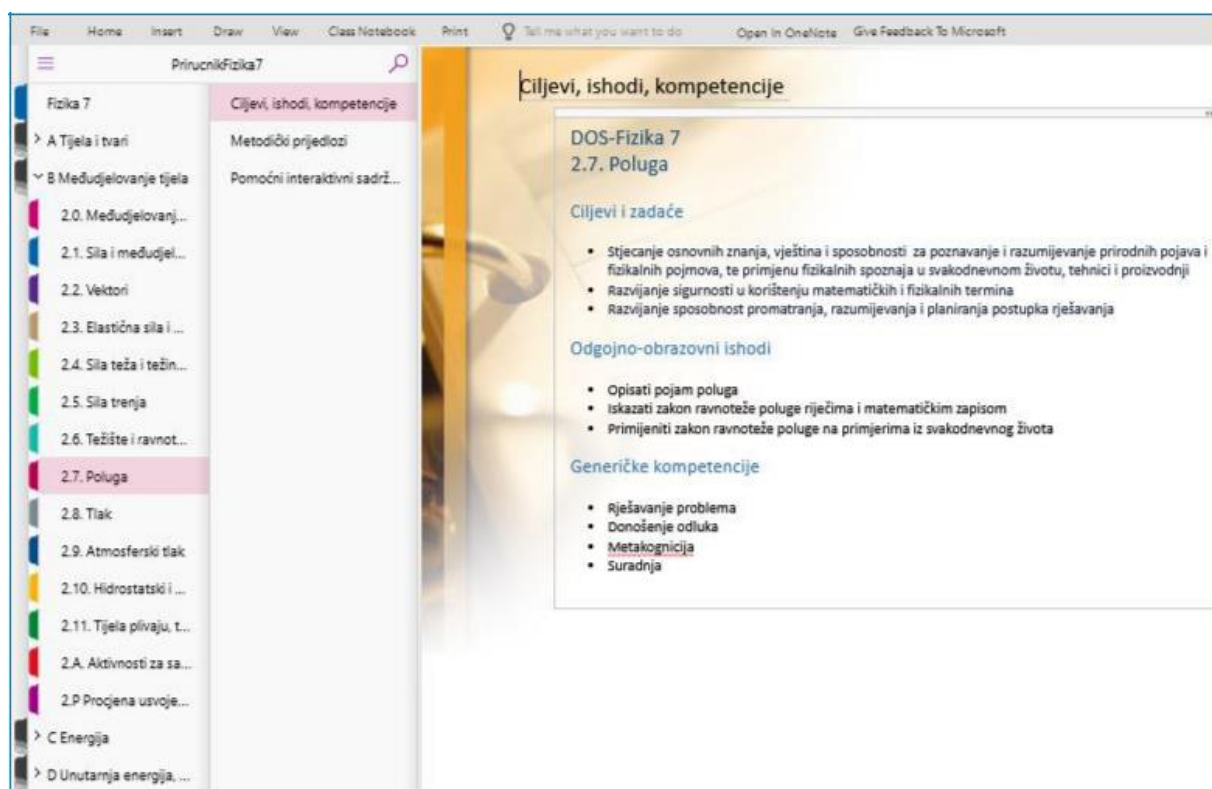 File Home Insert Draw View Class Notebook Print Tell me what you want to do Open In OneNote Give Feedback To Microsoft
PrirucnikFizika7
Fizika 7
A Tijela i tvari
B Međudjelovanje tijela
2.0. Međudjelovanj...
2.1. Sila i međudjel...
2.2. Vektori
2.3. Elastična sila i ...
2.4. Sila teža i težin...
2.5. Sila trenja
2.6. Težište i ravnot...
2.7. Poluga
2.8. Tlak
2.9. Atmosferski tlak
2.10. Hidrostatski i ...
2.11. Tijela plivaju, t...
2.A. Aktivnosti za sa...
2.P Procjena usvoje...
C Energija
D Unutarnja energija, ...
Ciljevi, ishodi, kompetencije
Metodički prijedlozi
Pomoćni interaktivni sadrž...
Ciljevi, ishodi, kompetencije
DOS-Fizika 7
2.7. Poluga
Ciljevi i zadaće
• Stjecanje osnovnih znanja, vještina i sposobnosti za poznavanje i razumijevanje prirodnih pojava i
fizikalnih pojmova, te primjenu fizikalnih spoznaja u svakodnevnom životu, tehnici i proizvodnji
• Razvijanje sigurnosti u korištenju matematičkih i fizikalnih termina
• Razvijanje sposobnost promatranja, razumijevanja i planiranja postupka rješavanja
Odgojno-obrazovni ishodi
• Opisati pojam poluga
• Iskazati zakon ravnoteže poluge riječima i matematičkim zapisom
• Primijeniti zakon ravnoteže poluge na primjerima iz svakodnevnog života
Generičke kompetencije
• Rješavanje problema
• Donošenje odluka
• Metakognicija
• Suradnja